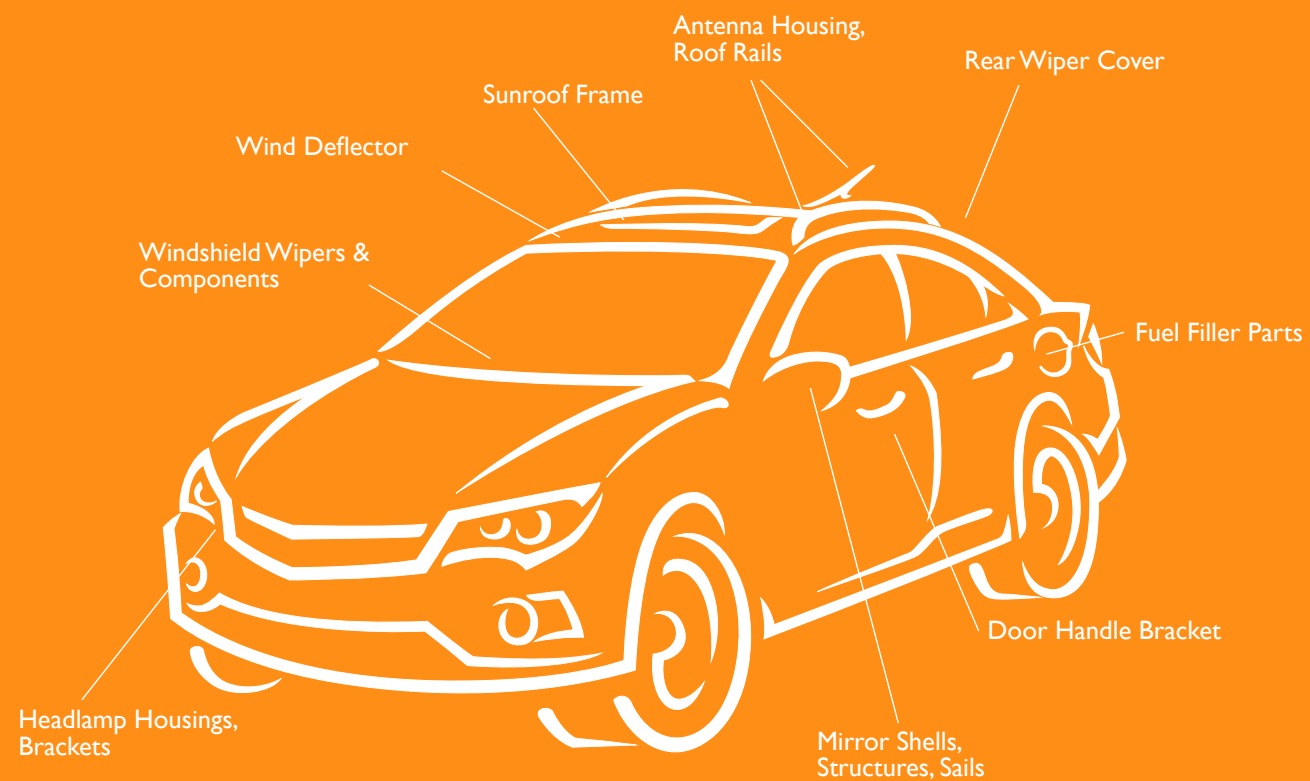 Antenna Housing,
Roof Rails
Rear Wiper Cover
Sunroof Frame
Wind Deflector
Windshield Wipers &
Components
Fuel Filler Parts
Door Handle Bracket
Headlamp Housings,
Brackets
Mirror Shells,
Structures, Sails